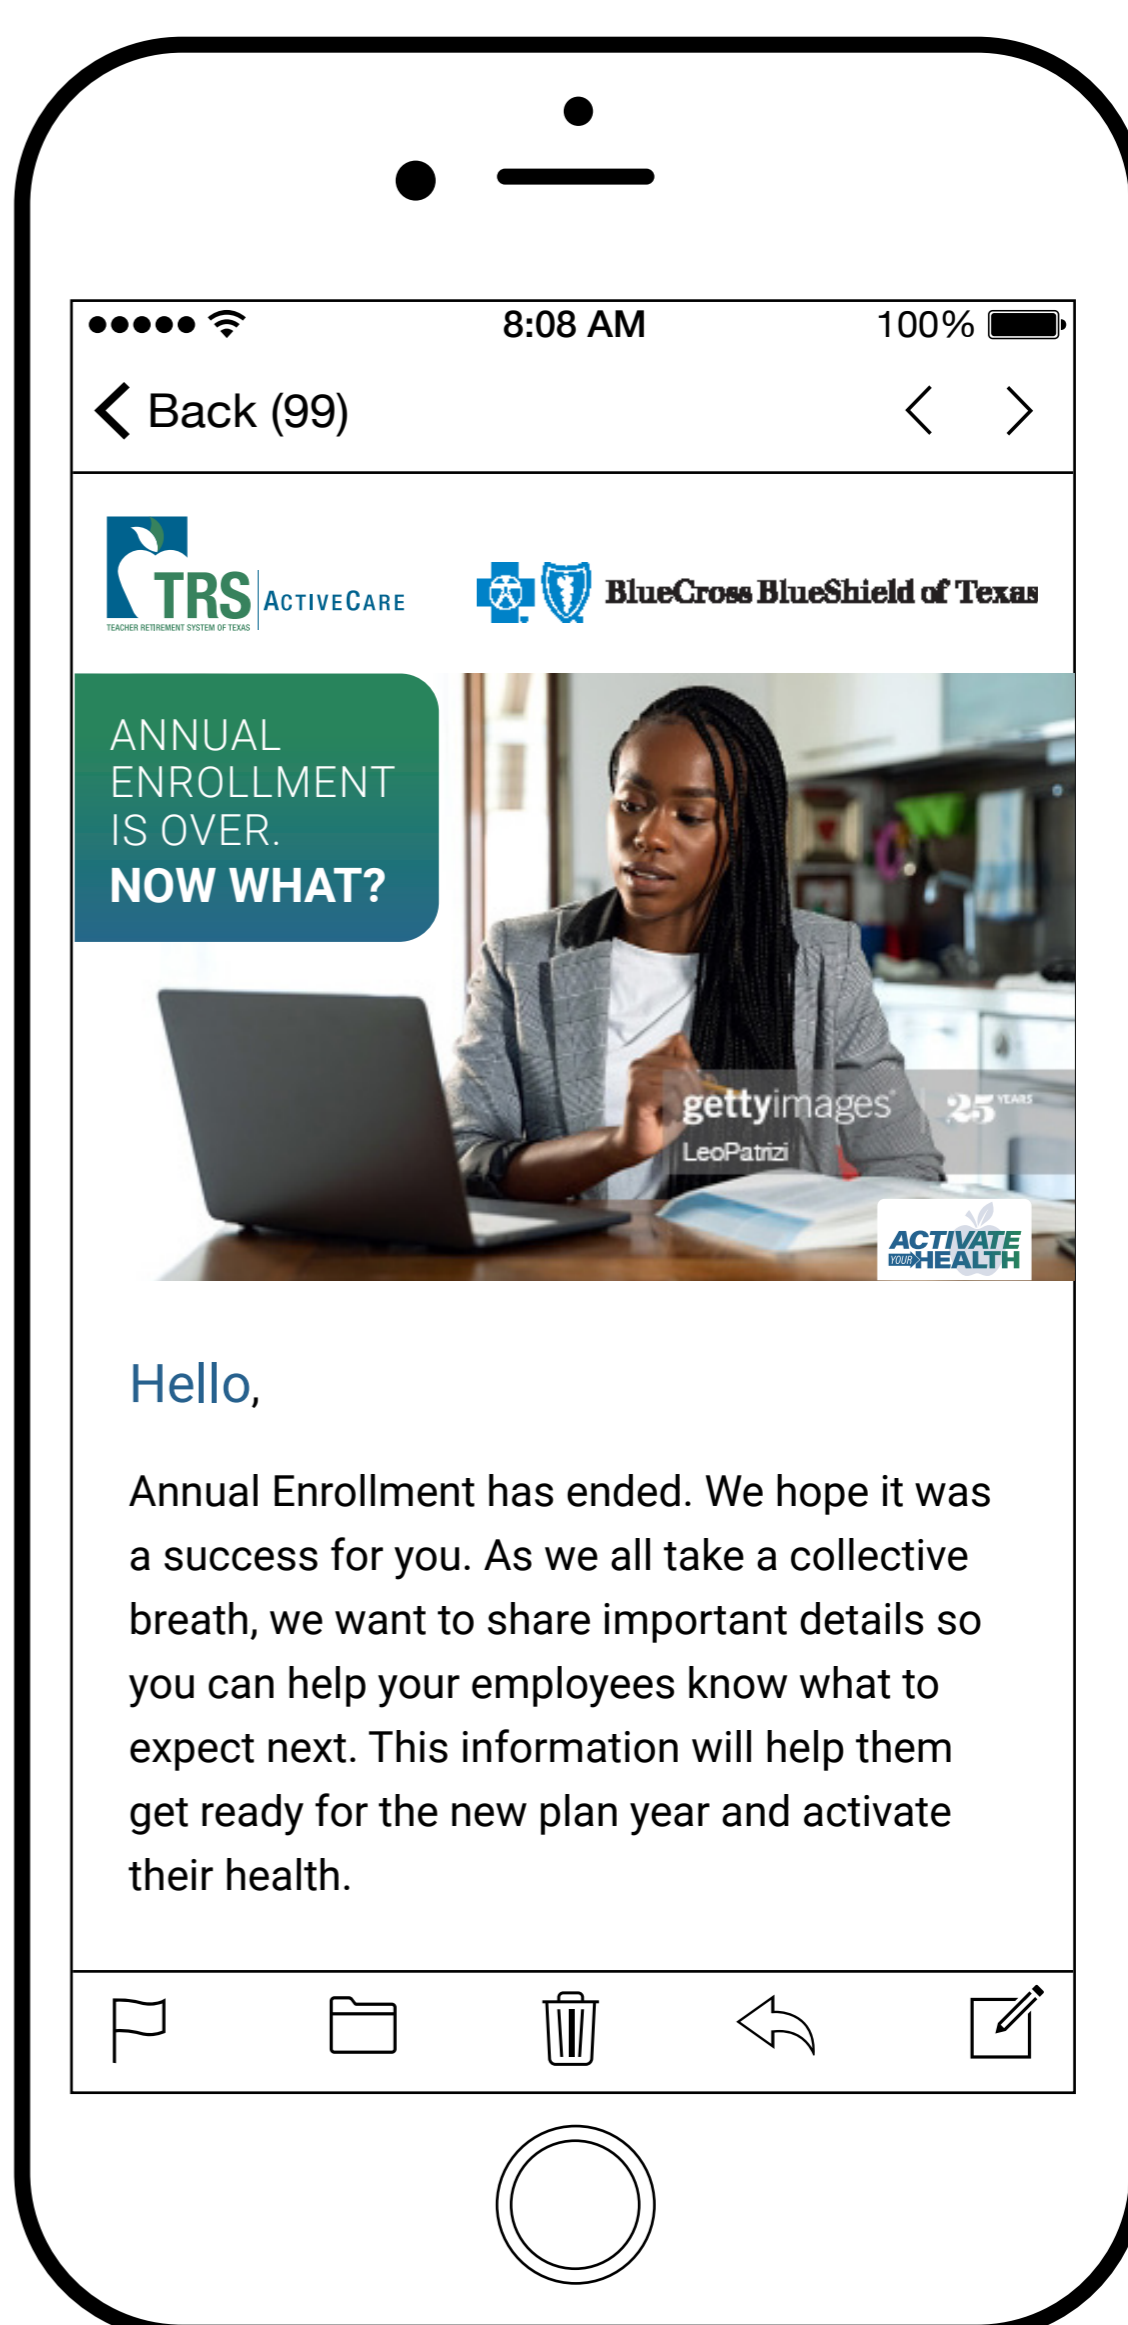 8:08 AM
100%
Back (99)
TRS
ACTIVECARE
TEACHER RETIREMENT SYSTEM OF TEXAS
BlueCross BlueShield of Texas
ANNUAL
ENROLLMENT
IS OVER.
NOW WHAT?
gettyimages
25 YEARS
LeoPatrizi
ACTIVATE
YOUR HEALTH
Hello,
Annual Enrollment has ended. We hope it was
a success for you. As we all take a collective
breath, we want to share important details so
you can help your employees know what to
expect next. This information will help them
get ready for the new plan year and activate
their health.